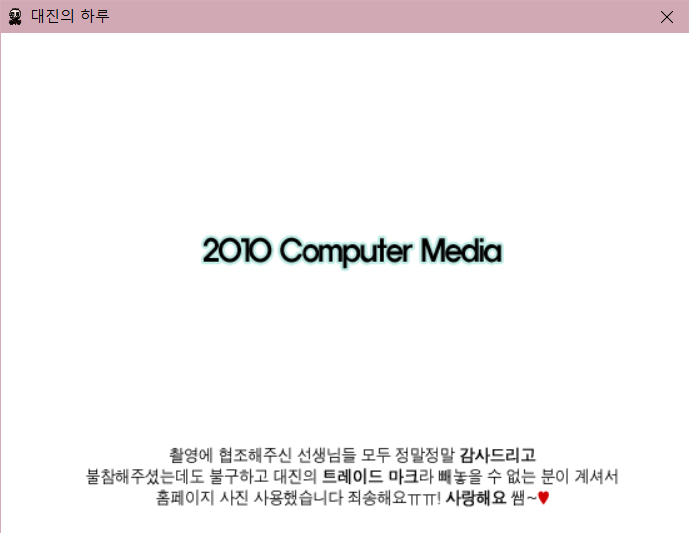 대진의 하루
2010 Computer Media
촬영에 협조해주신 선생님들 모두 정말정말 감사드리고
불참해주셨는데도 불구하고 대진의 트레이드 마크라 빼놓을 수 없는 분이 계셔서
홈페이지 사진 사용했습니다 죄송해요ㅠㅠ! 사랑해요 쌤~♥